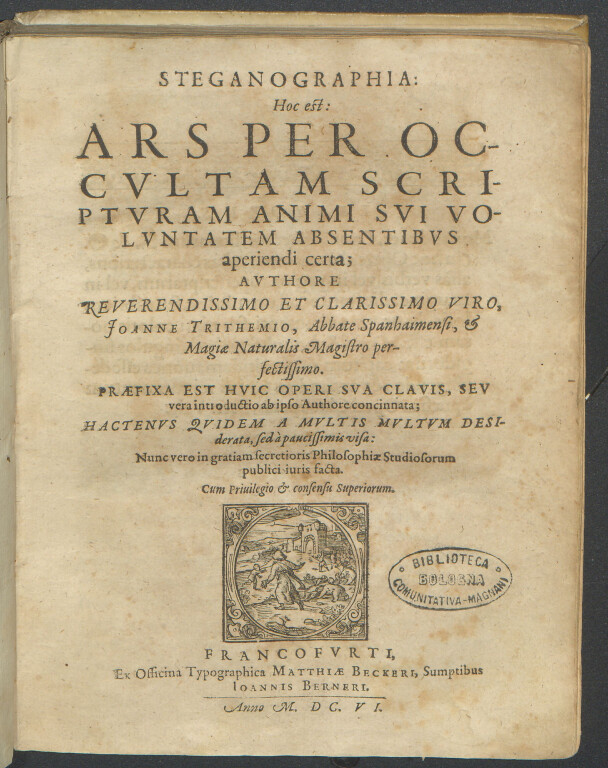 STEGANOGRAPHIA:
Hoc est:
ARS PER OC-
CVLTAM SCRI-
PTVRAM ANIMI SVI VO-
LVNTATEM ABSENTIBVS
aperiendi certa;
AVTHORE
REVERENDISSIMO ET CLARISSIMO VIRO,
JOANNE TRITHEMIO, Abbate Spanhaimensi, &
Magiæ Naturalis Magistro per-
fectissimo.
PRÆFIXA EST HVIC OPERI SVA CLAVIS, SEV
vera introductio ab ipso Authore concinnata;
HACTENVS QVIDEM A MVLTIS MVLTVM DESI-
derata, sed à paucissimis visa:
Nunc vero in gratiam secretioris Philosophiæ Studiosorum
publici iuris facta.
Cum Priuilegio & consensu Superiorum.
BIBLIOTECA
BOLOGNA
COMUNITATIVA-MAGNANI
FRANCOFVRTI,
Ex Officina Typographica MATTHIÆ BECKERI, Sumptibus
IOANNIS BERNERI.
Anno M. DC. VI.